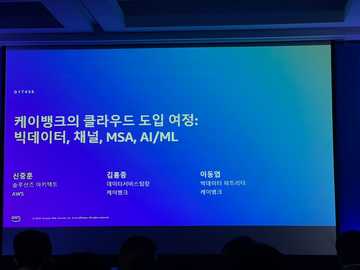 케이뱅크의 클라우드 도입 여정:
빅데이터, 채널, MSA, AI/ML
신중훈
솔루션즈 아키텍트
AWS
김홍종
데이터서비스팀장
케이뱅크
이동엽
빅데이터 파트리더
케이뱅크
aws